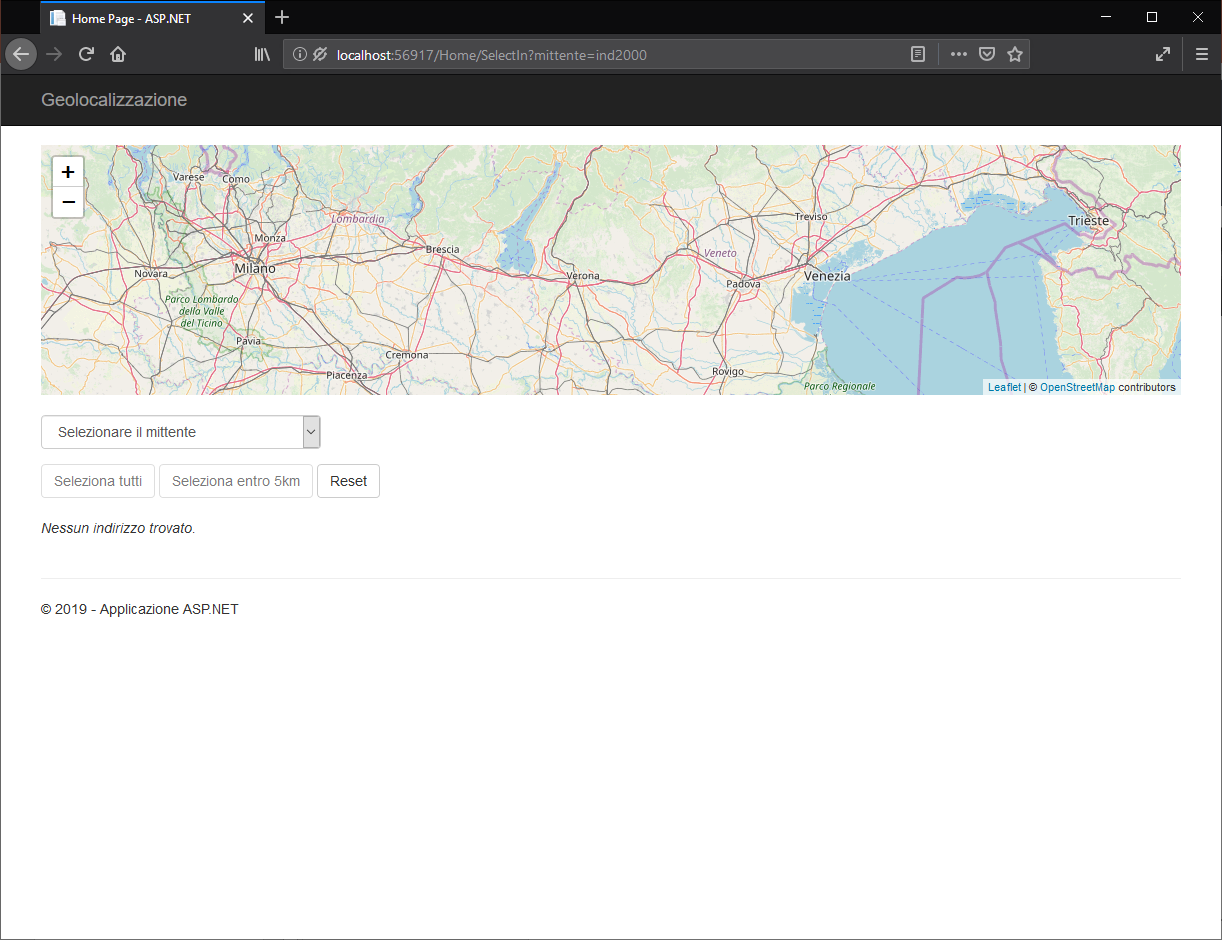 Home Page - ASP.NET
localhost:56917/Home/SelectIn?mittente=ind2000
Geolocalizzazione
+
−
Varese
Como
Lombardia
Monza
Milano
Novara
Brescia
Parco Lombardo
della Valle
del Ticino
Pavia
Cremona
Piacenza
Verona
Veneto
Padova
Treviso
Venezia
Trieste
Rovigo
Parco Regionale
Leaflet | © OpenStreetMap contributors
Selezionare il mittente
Seleziona tutti
Seleziona entro 5km
Reset
Nessun indirizzo trovato.
© 2019 - Applicazione ASP.NET